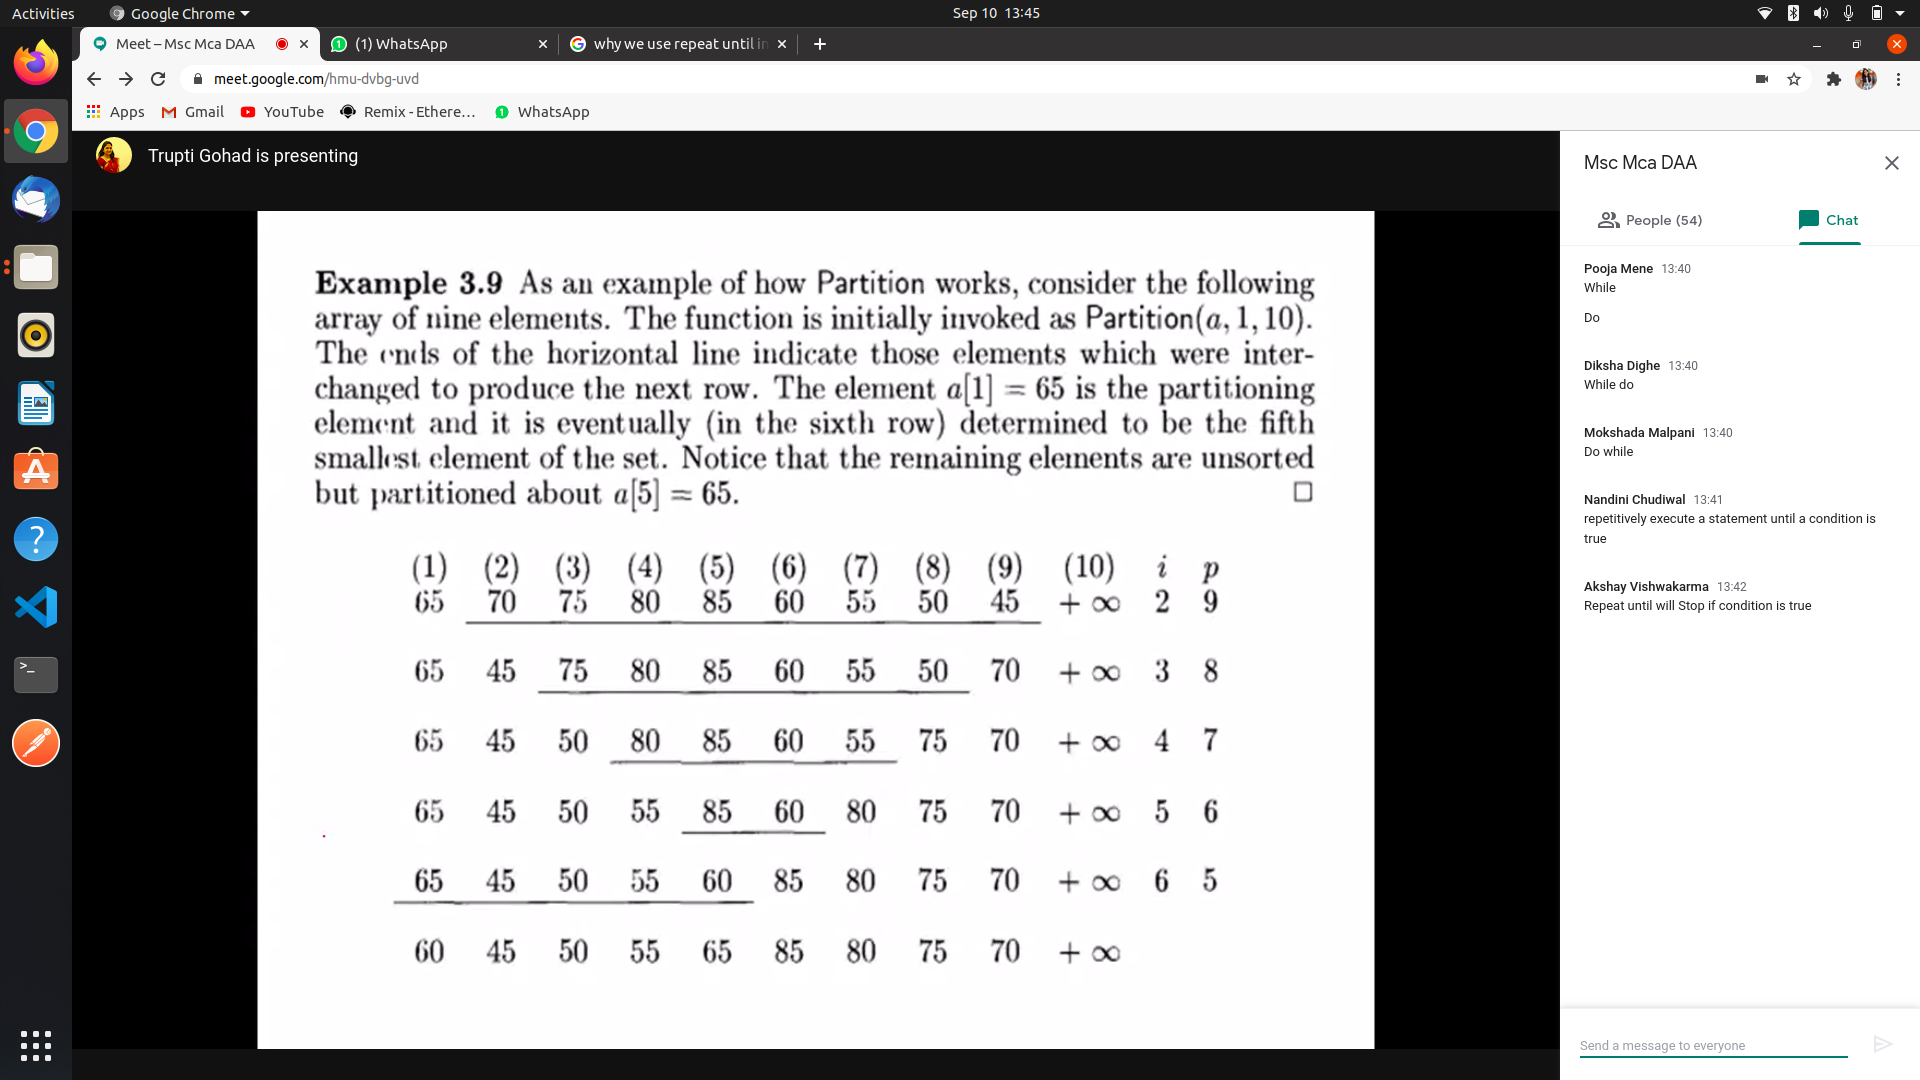 Activities
Google Chrome
Sep 10 13:45
Meet – Msc Mca DAA
(1) WhatsApp
why we use repeat until in
meet.google.com/hmu-dvbg-uvd
Apps
Gmail
YouTube
Remix - Ethere...
WhatsApp
Trupti Gohad is presenting
Example 3.9 As an example of how Partition works, consider the following
array of nine elements. The function is initially invoked as Partition(a, 1, 10).
The ends of the horizontal line indicate those elements which were inter-
changed to produce the next row. The element a[1] = 65 is the partitioning
element and it is eventually (in the sixth row) determined to be the fifth
smallest element of the set. Notice that the remaining elements are unsorted
but partitioned about a[5] = 65. □
(1) (2) (3) (4) (5) (6) (7) (8) (9) (10) i p
65 70 75 80 85 60 55 50 45 + ∞ 2 9
65 45 75 80 85 60 55 50 70 + ∞ 3 8
65 45 50 80 85 60 55 75 70 + ∞ 4 7
65 45 50 55 85 60 80 75 70 + ∞ 5 6
65 45 50 55 60 85 80 75 70 + ∞ 6 5
60 45 50 55 65 85 80 75 70 + ∞
Msc Mca DAA
People (54)
Chat
Pooja Mene 13:40
While
Do
Diksha Dighe 13:40
While do
Mokshada Malpani 13:40
Do while
Nandini Chudiwal 13:41
repetitively execute a statement until a condition is
true
Akshay Vishwakarma 13:42
Repeat until will Stop if condition is true
Send a message to everyone